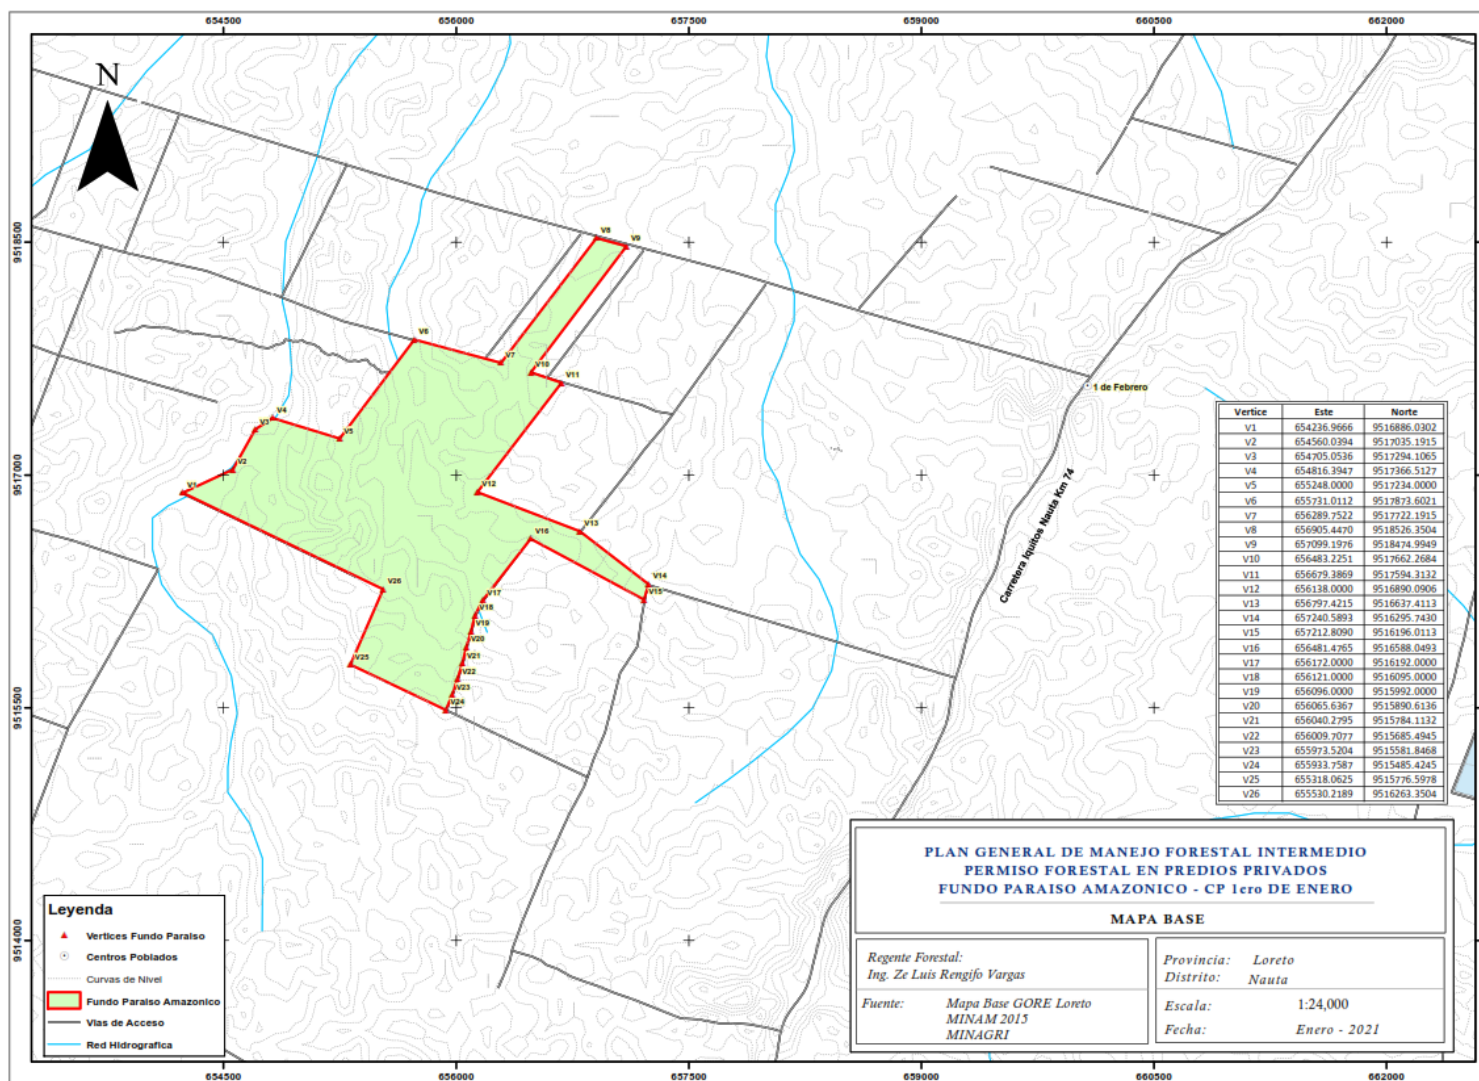 654500 656000 657500 659000 660500 662000
N
9518500
9517000
9515500
9514000
9518500
9517000
9515500
9514000
V8
V9
V6
V7
V10
V11
V4
V3
V5
V2
V1
V12
V13
V16
V14
V15
V26
V17
V18
V19
V20
V21
V25
V22
V23
V24
1 de Febrero
Carretera Iquitos Nauta Km 74
Vertice Este Norte
V1 654236.9666 9516886.0302
V2 654560.0394 9517035.1915
V3 654705.0536 9517294.1065
V4 654816.3947 9517366.5127
V5 655248.0000 9517234.0000
V6 655731.0112 9517873.6021
V7 656289.7522 9517722.1915
V8 656905.4470 9518526.3504
V9 657099.1976 9518474.9949
V10 656483.2251 9517662.2684
V11 656679.3869 9517594.3132
V12 656138.0000 9516890.0906
V13 656797.4215 9516637.4113
V14 657240.5893 9516295.7430
V15 657212.8090 9516196.0113
V16 656481.4765 9516588.0493
V17 656172.0000 9516192.0000
V18 656121.0000 9516095.0000
V19 656096.0000 9515992.0000
V20 656065.6367 9515890.6136
V21 656040.2795 9515784.1132
V22 656009.7077 9515685.4945
V23 655973.5204 9515581.8468
V24 655933.7587 9515485.4245
V25 655318.0625 9515776.5978
V26 655530.2189 9516263.3504
PLAN GENERAL DE MANEJO FORESTAL INTERMEDIO
PERMISO FORESTAL EN PREDIOS PRIVADOS
FUNDO PARAISO AMAZONICO - CP 1ero DE ENERO
MAPA BASE
Regente Forestal:
Ing. Ze Luis Rengifo Vargas
Fuente: Mapa Base GORE Loreto
MINAM 2015
MINAGRI
Provincia: Loreto
Distrito: Nauta
Escala: 1:24,000
Fecha: Enero - 2021
Leyenda
Vertices Fundo Paraiso
Centros Poblados
Curvas de Nivel
Fundo Paraiso Amazonico
Vias de Acceso
Red Hidrografica
654500 656000 657500 659000 660500 662000